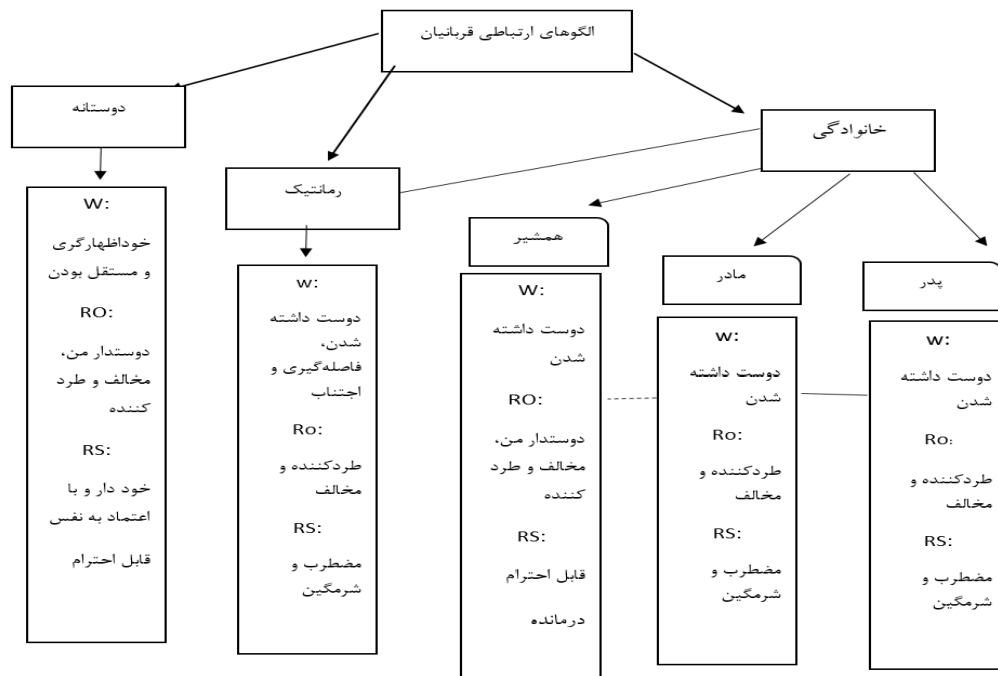 الگوهای ارتباطی قربانیان
خانوادگی
دوستانه
رمانتیک
همشیر
مادر
پدر
W:
خوداظهارگری
و مستقل بودن
RO:
دوستدار من،
مخالف و طرد
کننده
RS:
خود دار و با
اعتماد به نفس
قابل احترام
w:
دوست داشته
شدن،
فاصله‌گیری و
اجتناب
Ro:
طردکننده و
مخالف
RS:
مضطرب و
شرمگین
W:
دوست داشته
شدن
RO:
دوستدار من،
مخالف و طرد
کننده
RS:
قابل احترام
درمانده
w:
دوست داشته
شدن
Ro:
طردکننده و
مخالف
RS:
مضطرب و
شرمگین
w:
دوست داشته
شدن
Ro:
طردکننده و
مخالف
RS:
مضطرب و
شرمگین